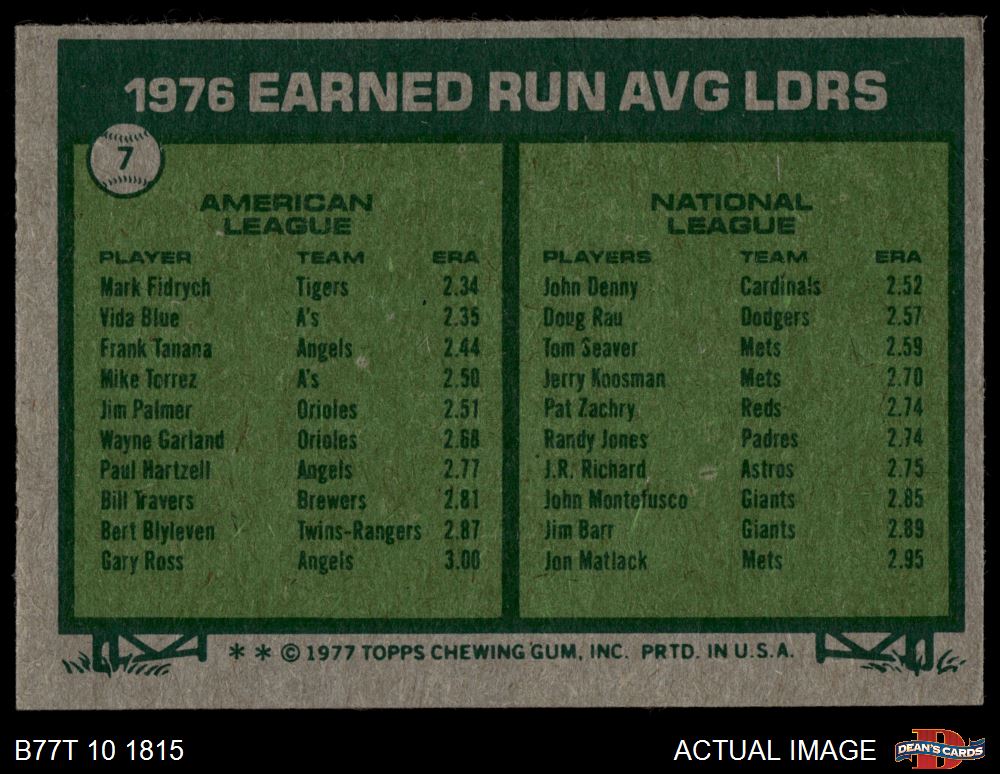 1976 EARNED RUN AVG LDRS
7
AMERICAN
LEAGUE
PLAYER TEAM ERA
Mark Fidrych Tigers 2.34
Vida Blue A's 2.35
Frank Tanana Angels 2.44
Mike Torrez A's 2.50
Jim Palmer Orioles 2.51
Wayne Garland Orioles 2.68
Paul Hartzell Angels 2.77
Bill Travers Brewers 2.81
Bert Blyleven Twins-Rangers 2.87
Gary Ross Angels 3.00
NATIONAL
LEAGUE
PLAYERS TEAM ERA
John Denny Cardinals 2.52
Doug Rau Dodgers 2.57
Tom Seaver Mets 2.59
Jerry Koosman Mets 2.70
Pat Zachry Reds 2.74
Randy Jones Padres 2.74
J.R. Richard Astros 2.75
John Montefusco Giants 2.85
Jim Barr Giants 2.89
Jon Matlack Mets 2.95
* * © 1977 TOPPS CHEWING GUM, INC. PRTD. IN U.S.A.
B77T 10 1815
ACTUAL IMAGE
D
DEAN'S CARDS